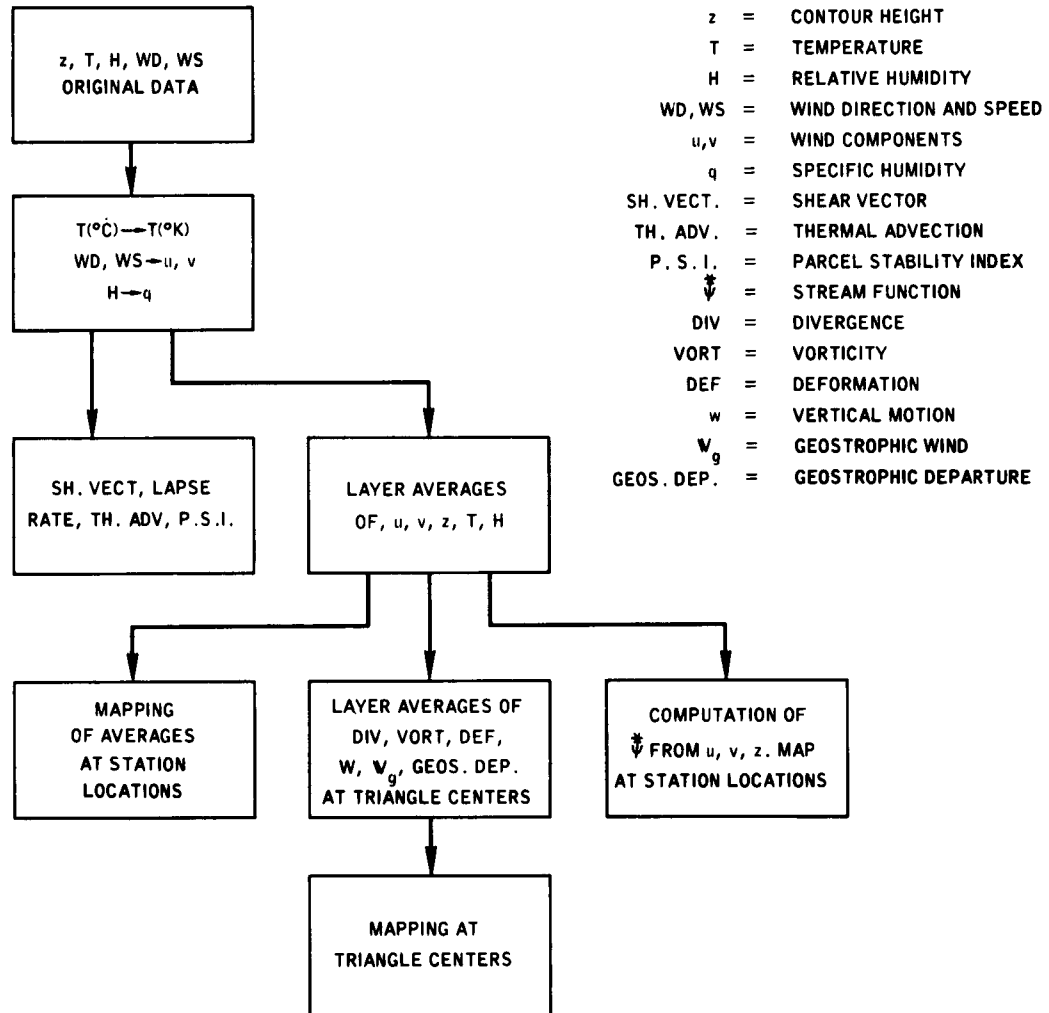 z, T, H, WD, WS
ORIGINAL DATA
T(°C)→T(°K)
WD, WS→u, v
H→q
SH. VECT, LAPSE
RATE, TH. ADV, P.S.I.
LAYER AVERAGES
OF, u, v, z, T, H
MAPPING
OF AVERAGES
AT STATION
LOCATIONS
LAYER AVERAGES OF
DIV, VORT, DEF,
W, V_g, GEOS. DEP.
AT TRIANGLE CENTERS
COMPUTATION OF
ψ* FROM u, v, z. MAP
AT STATION LOCATIONS
MAPPING AT
TRIANGLE CENTERS
z = CONTOUR HEIGHT
T = TEMPERATURE
H = RELATIVE HUMIDITY
WD, WS = WIND DIRECTION AND SPEED
u,v = WIND COMPONENTS
q = SPECIFIC HUMIDITY
SH. VECT. = SHEAR VECTOR
TH. ADV. = THERMAL ADVECTION
P. S. I. = PARCEL STABILITY INDEX
ψ* = STREAM FUNCTION
DIV = DIVERGENCE
VORT = VORTICITY
DEF = DEFORMATION
w = VERTICAL MOTION
V_g = GEOSTROPHIC WIND
GEOS. DEP. = GEOSTROPHIC DEPARTURE